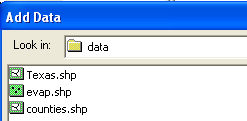 Add Data
Look in: data
Texas.shp
evap.shp
counties.shp